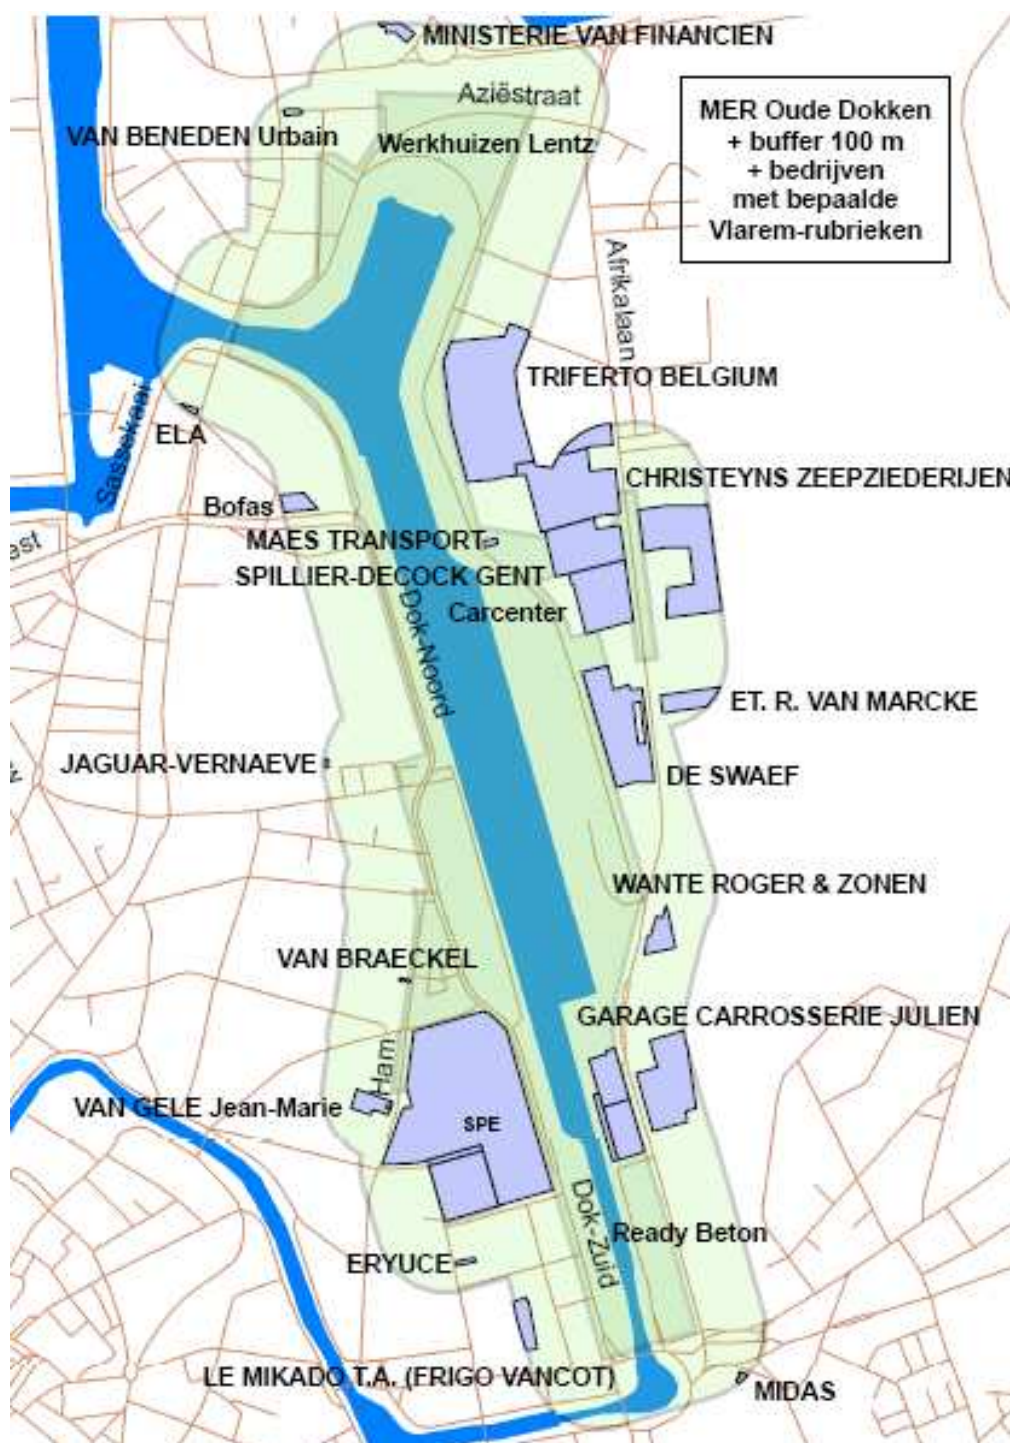 MINISTERIE VAN FINANCIEN
Aziëstraat
MER Oude Dokken
+ buffer 100 m
+ bedrijven
met bepaalde
Vlarem-rubrieken
VAN BENEDEN Urbain
Werkhuizen Lentz
Afrikalaan
TRIFERTO BELGIUM
Sassekaai
ELA
CHRISTEYNS ZEEPZIEDERIJEN
Bofas
MAES TRANSPORT
est
SPILLIER-DECOCK GENT
Carcenter
Dok-Noord
ET. R. VAN MARCKE
JAGUAR-VERNAEVE
DE SWAEF
WANTE ROGER & ZONEN
VAN BRAECKEL
GARAGE CARROSSERIE JULIEN
Ham
VAN GELE Jean-Marie
SPE
Dok-Zuid
Ready Beton
ERYUCE
LE MIKADO T.A. (FRIGO VANCOT)
MIDAS